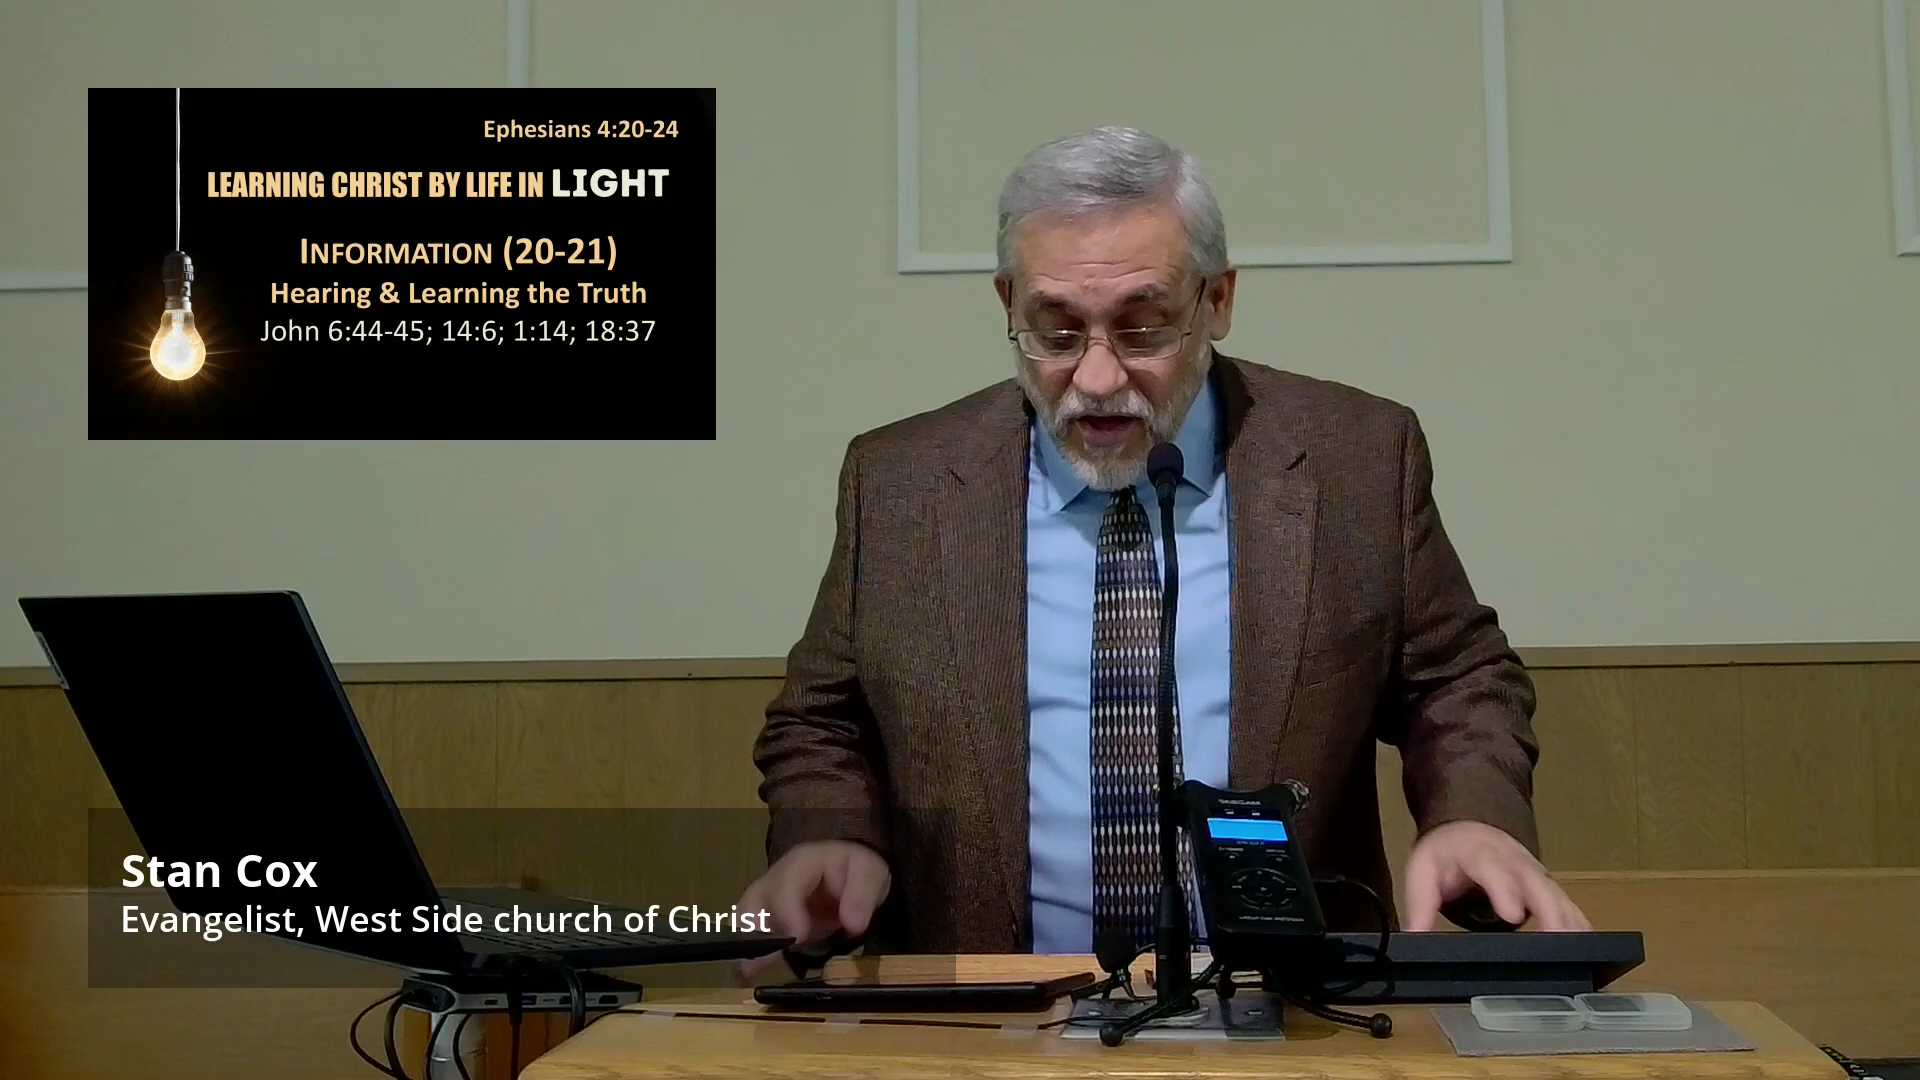 Ephesians 4:20-24
LEARNING CHRIST BY LIFE IN LIGHT
INFORMATION (20-21)
Hearing & Learning the Truth
John 6:44-45; 14:6; 1:14; 18:37
TASCAM
Stan Cox
Evangelist, West Side church of Christ